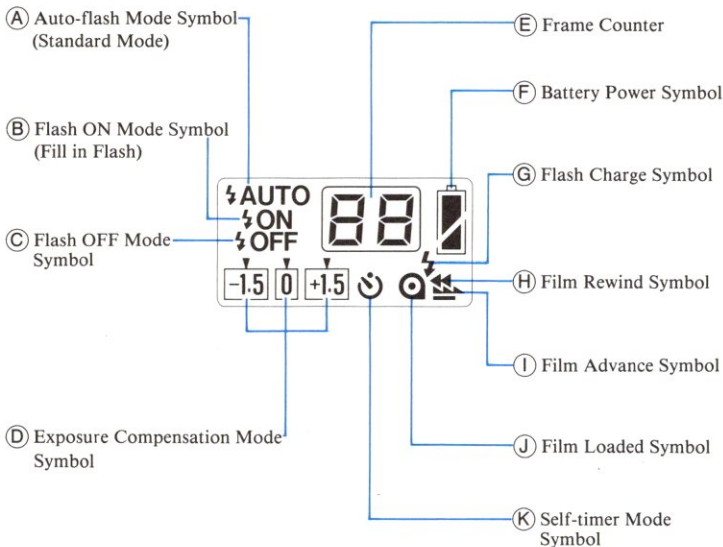 Ⓐ Auto-flash Mode Symbol
(Standard Mode)
Ⓑ Flash ON Mode Symbol
(Fill in Flash)
Ⓒ Flash OFF Mode
Symbol
Ⓓ Exposure Compensation Mode
Symbol
AUTO
ON
OFF
88
-1.5 0 +1.5
Ⓔ Frame Counter
Ⓕ Battery Power Symbol
Ⓖ Flash Charge Symbol
Ⓗ Film Rewind Symbol
Ⓘ Film Advance Symbol
Ⓙ Film Loaded Symbol
Ⓚ Self-timer Mode
Symbol